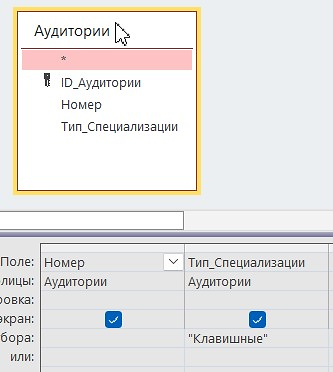 Аудитории
*
ID_Аудитории
Номер
Тип_Специализации
Поле: Номер Тип_Специализации
лицы: Аудитории Аудитории
ровка:
экран:
бора: "Клавишные"
или: